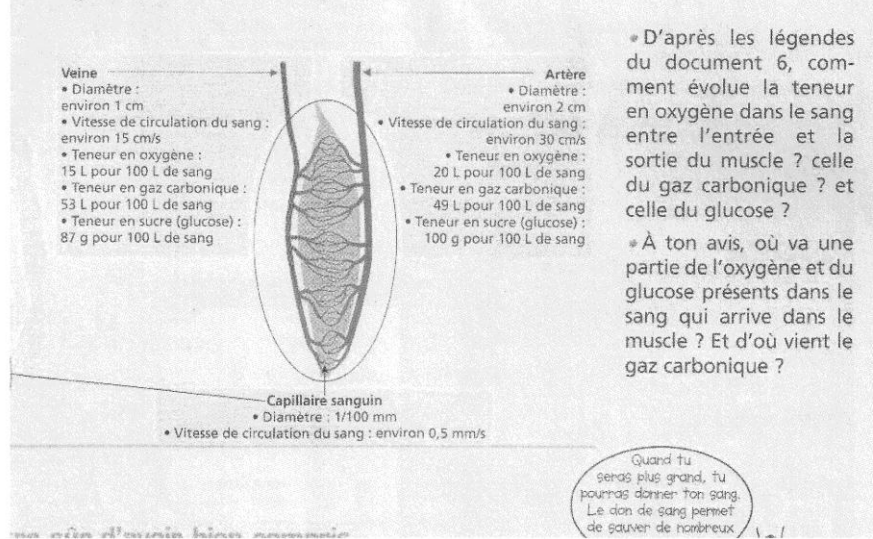 Veine
• Diamètre :
environ 1 cm
• Vitesse de circulation du sang :
environ 15 cm/s
• Teneur en oxygène :
15 L pour 100 L de sang
• Teneur en gaz carbonique :
53 L pour 100 L de sang
• Teneur en sucre (glucose) :
87 g pour 100 L de sang
Artère
• Diamètre :
environ 2 cm
• Vitesse de circulation du sang :
environ 30 cm/s
• Teneur en oxygène :
20 L pour 100 L de sang
• Teneur en gaz carbonique :
49 L pour 100 L de sang
• Teneur en sucre (glucose) :
100 g pour 100 L de sang
Capillaire sanguin
• Diamètre : 1/100 mm
• Vitesse de circulation du sang : environ 0,5 mm/s
• D'après les légendes
du document 6, com-
ment évolue la teneur
en oxygène dans le sang
entre l'entrée et la
sortie du muscle ? celle
du gaz carbonique ? et
celle du glucose ?
• À ton avis, où va une
partie de l'oxygène et du
glucose présents dans le
sang qui arrive dans le
muscle ? Et d'où vient le
gaz carbonique ?
Quand tu
seras plus grand, tu
pourras donner ton sang.
Le don de sang permet
de sauver de nombreux
sûr d'avoir bien compris